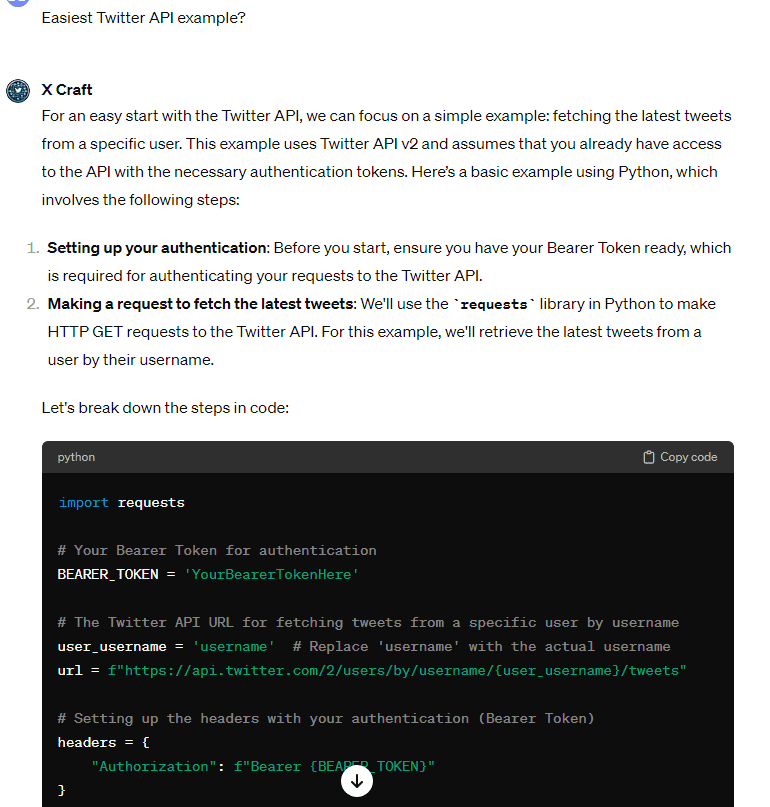 Easiest Twitter API example?
X Craft
For an easy start with the Twitter API, we can focus on a simple example: fetching the latest tweets
from a specific user. This example uses Twitter API v2 and assumes that you already have access
to the API with the necessary authentication tokens. Here's a basic example using Python, which
involves the following steps:
1. Setting up your authentication: Before you start, ensure you have your Bearer Token ready, which
is required for authenticating your requests to the Twitter API.
2. Making a request to fetch the latest tweets: We'll use the `requests` library in Python to make
HTTP GET requests to the Twitter API. For this example, we'll retrieve the latest tweets from a
user by their username.
Let's break down the steps in code:
python Copy code
import requests
# Your Bearer Token for authentication
BEARER_TOKEN = 'YourBearerTokenHere'
# The Twitter API URL for fetching tweets from a specific user by username
user_username = 'username'  # Replace 'username' with the actual username
url = f"https://api.twitter.com/2/users/by/username/{user_username}/tweets"
# Setting up the headers with your authentication (Bearer Token)
headers = {
    "Authorization": f"Bearer {BEARER_TOKEN}"
}